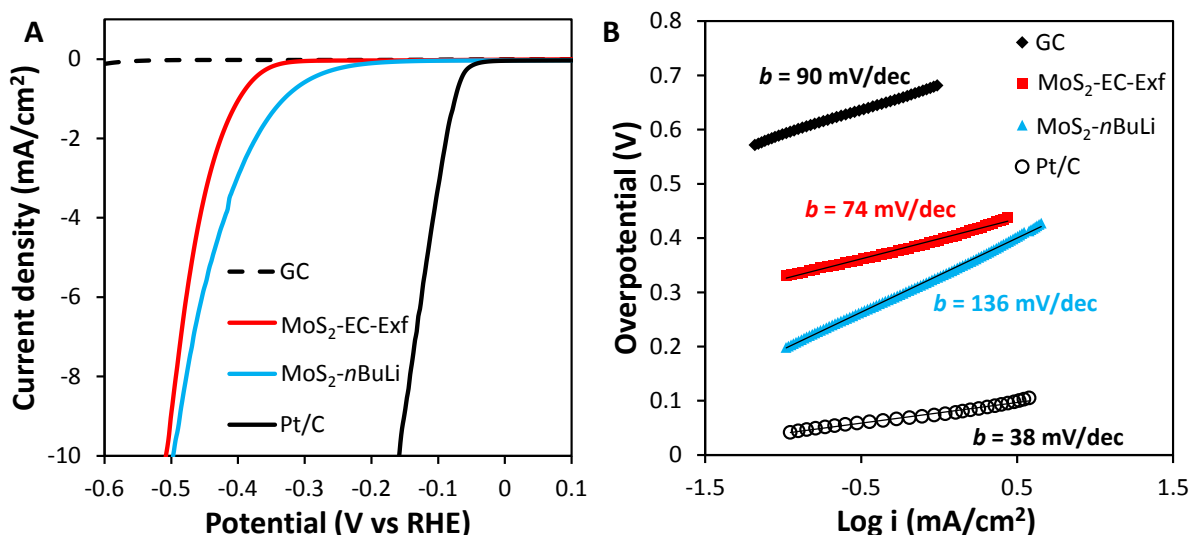 A
Current density (mA/cm²)
0
-2
-4
-6
-8
-10
GC
MoS₂-EC-Exf
MoS₂-nBuLi
Pt/C
-0.6
-0.5
-0.4
-0.3
-0.2
-0.1
0
0.1
Potential (V vs RHE)
B
Overpotential (V)
0.8
0.7
0.6
0.5
0.4
0.3
0.2
0.1
0
GC
MoS₂-EC-Exf
MoS₂-nBuLi
Pt/C
b = 90 mV/dec
b = 74 mV/dec
b = 136 mV/dec
b = 38 mV/dec
-1.5
-0.5
0.5
1.5
Log i (mA/cm²)